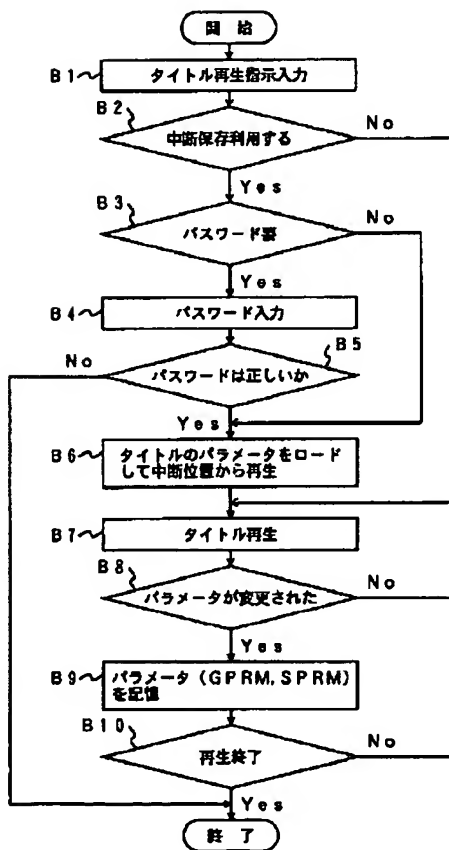 開 始
B1 タイトル再生指示入力
B2
中断保存利用する No
Yes
B3
パスワード要 No
Yes
B4 パスワード入力
B5
No パスワードは正しいか
Yes
B6 タイトルのパラメータをロード
して中断位置から再生
B7 タイトル再生
B8
パラメータが変更された No
Yes
B9 パラメータ(GPRM, SPRM)
を記憶
B10
再生終了 No
Yes
終 了